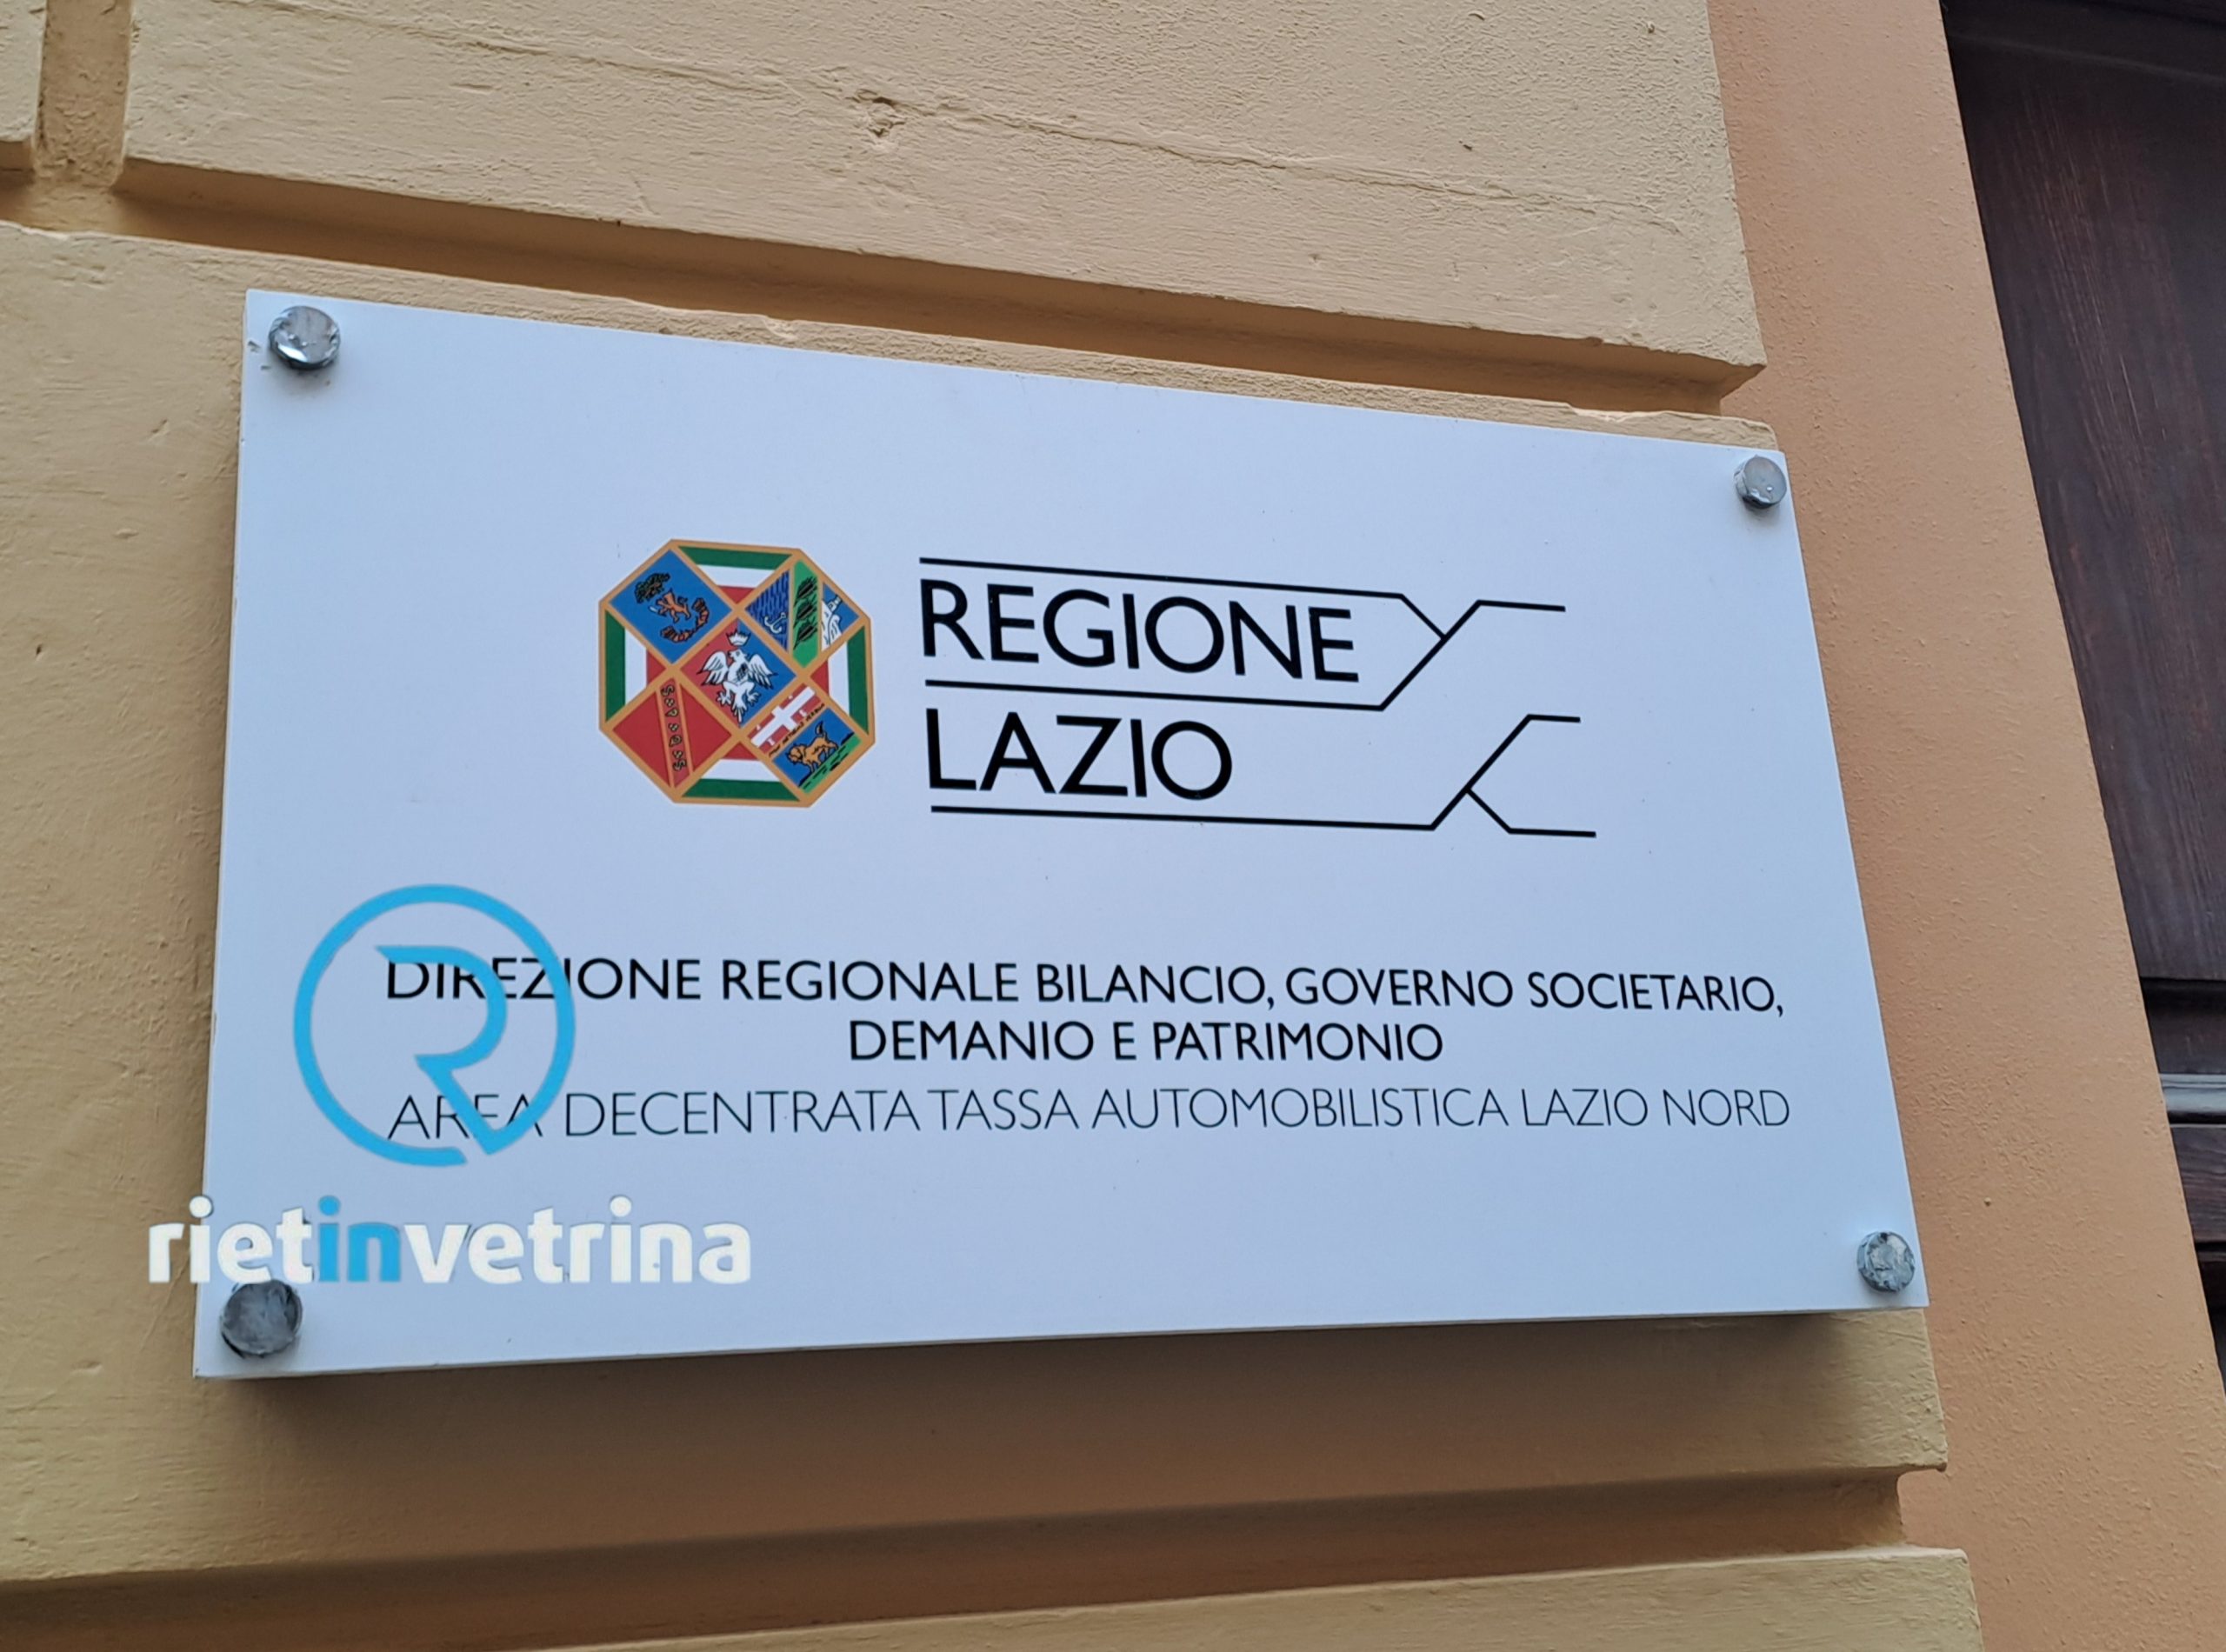 REGIONE
LAZIO
DIREZIONE REGIONALE BILANCIO, GOVERNO SOCIETARIO,
DEMANIO E PATRIMONIO
AREA DECENTRATA TASSA AUTOMOBILISTICA LAZIO NORD
rietinvetrina